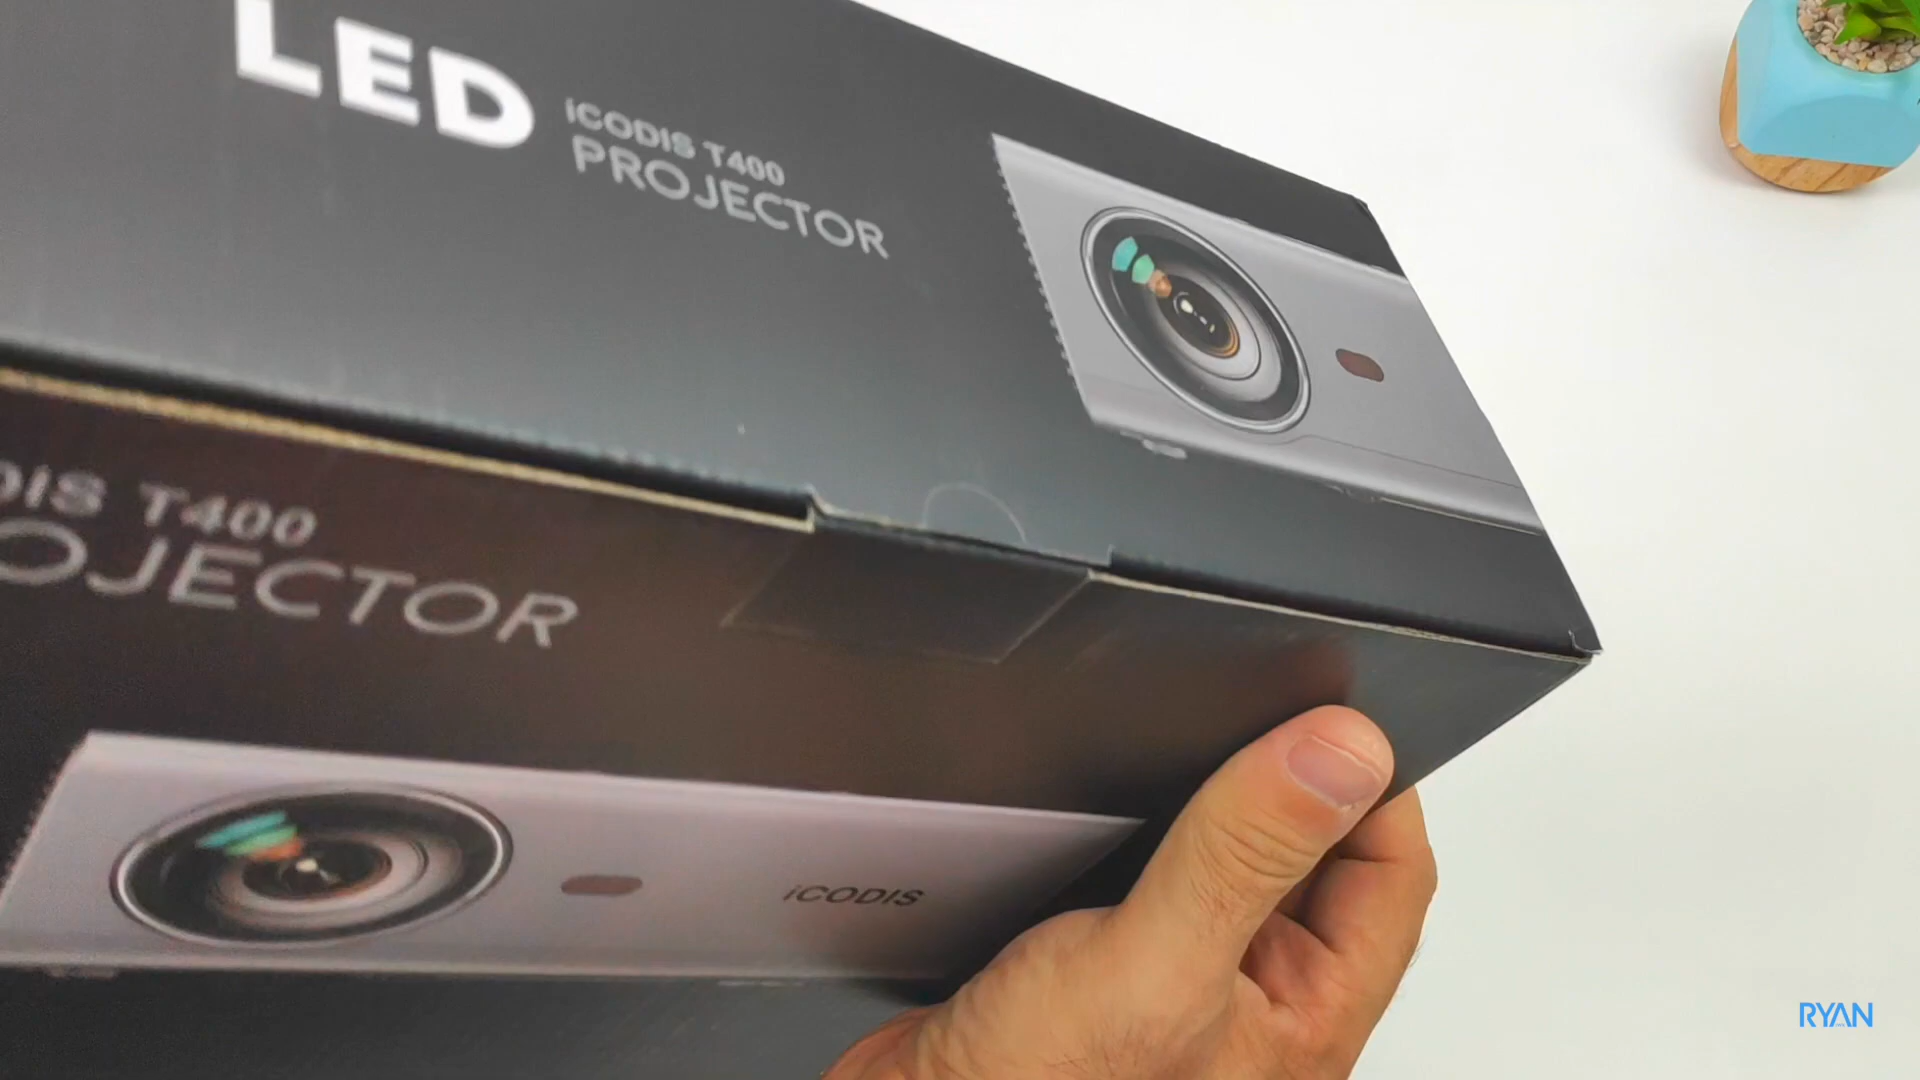 LED
iCODIS T400
PROJECTOR
DIS T400
OJECTOR
iCODIS
RYAN